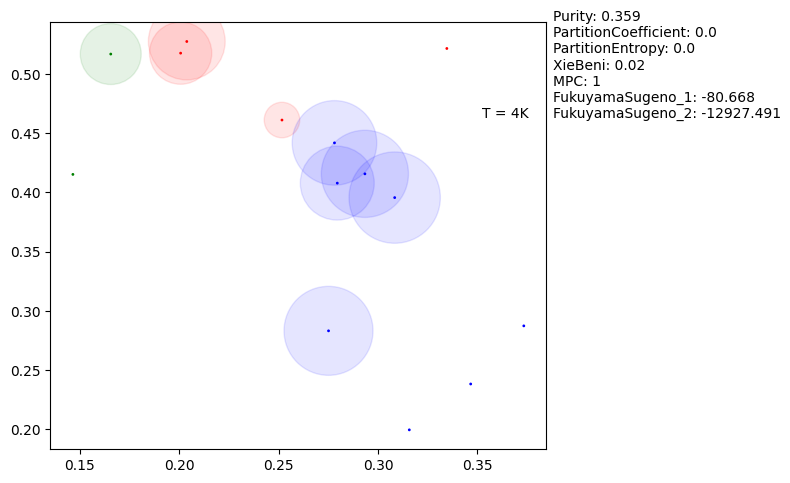 Purity: 0.359
PartitionCoefficient: 0.0
PartitionEntropy: 0.0
XieBeni: 0.02
MPC: 1
FukuyamaSugeno_1: -80.668
FukuyamaSugeno_2: -12927.491
T = 4K
0.50
0.45
0.40
0.35
0.30
0.25
0.20
0.15
0.20
0.25
0.30
0.35